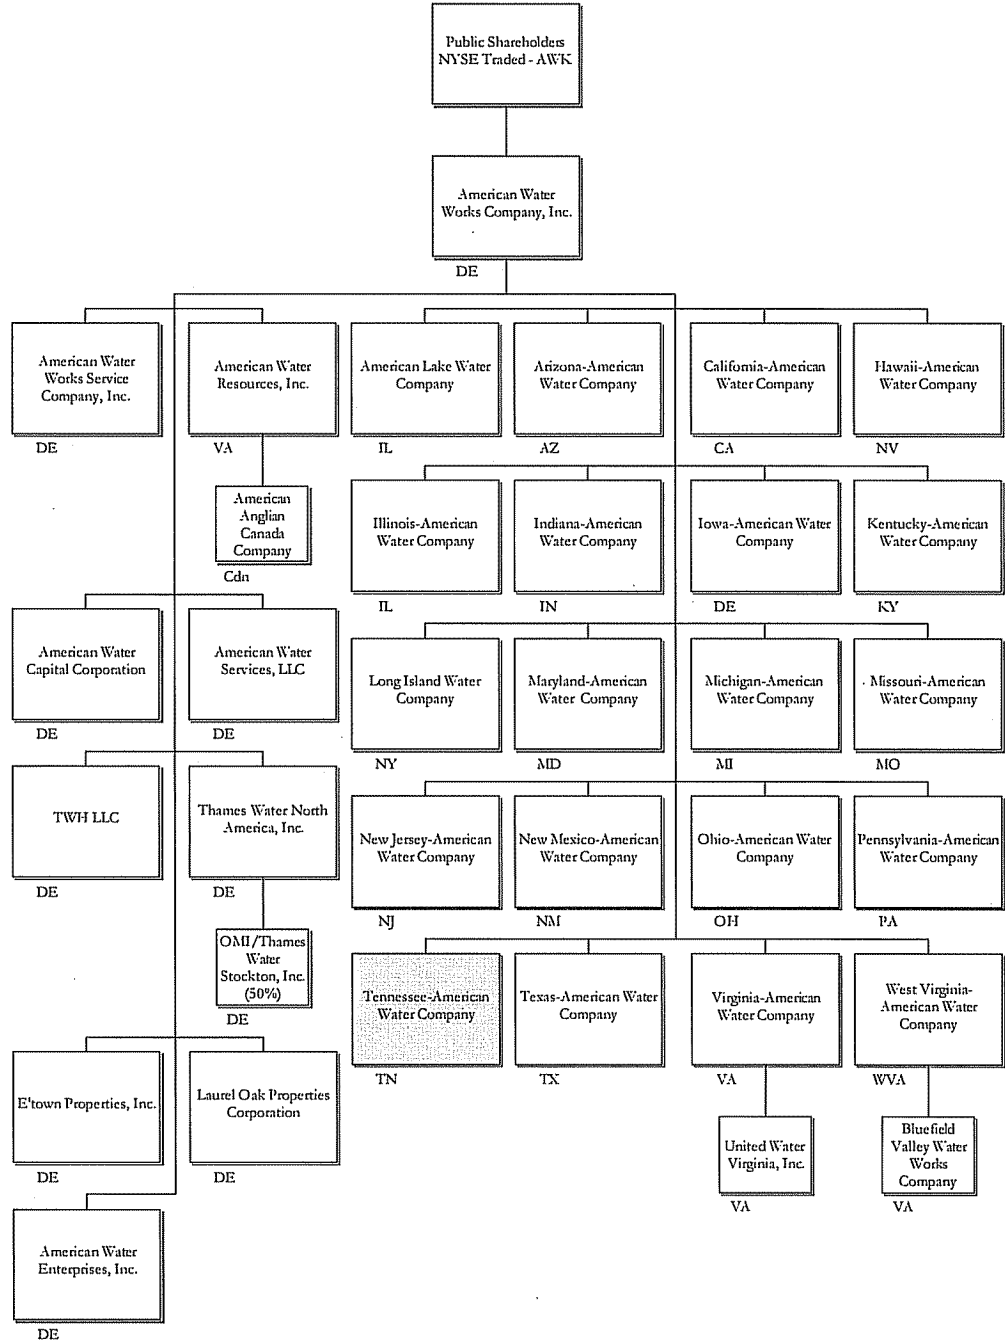 Public Shareholders
NYSE Traded - AWK
American Water
Works Company, Inc.
DE
American Water
Works Service
Company, Inc.
DE
American Water
Resources, Inc.
VA
American
Anglian
Canada
Company
Cdn
American Lake Water
Company
IL
Arizona-American
Water Company
AZ
California-American
Water Company
CA
Hawaii-American
Water Company
NV
Illinois-American
Water Company
IL
Indiana-American
Water Company
IN
Iowa-American Water
Company
DE
Kentucky-American
Water Company
KY
American Water
Capital Corporation
DE
American Water
Services, LLC
DE
Long Island Water
Company
NY
Maryland-American
Water Company
MD
Michigan-American
Water Company
MI
Missouri-American
Water Company
MO
TWH LLC
DE
Thames Water North
America, Inc.
DE
OMI/Thames
Water
Stockton, Inc.
(50%)
DE
New Jersey-American
Water Company
NJ
New Mexico-American
Water Company
NM
Ohio-American Water
Company
OH
Pennsylvania-American
Water Company
PA
Tennessee-American
Water Company
TN
Texas-American Water
Company
TX
Virginia-American
Water Company
VA
West Virginia-
American Water
Company
WVA
E'town Properties, Inc.
DE
Laurel Oak Properties
Corporation
DE
United Water
Virginia, Inc.
VA
Bluefield
Valley Water
Works
Company
VA
American Water
Enterprises, Inc.
DE